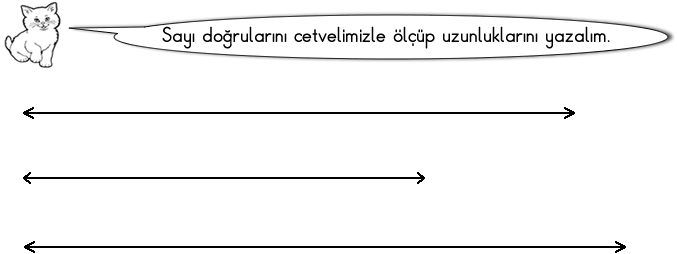 Sayı doğrularını cetvelimizle ölçüp uzunluklarını yazalım.